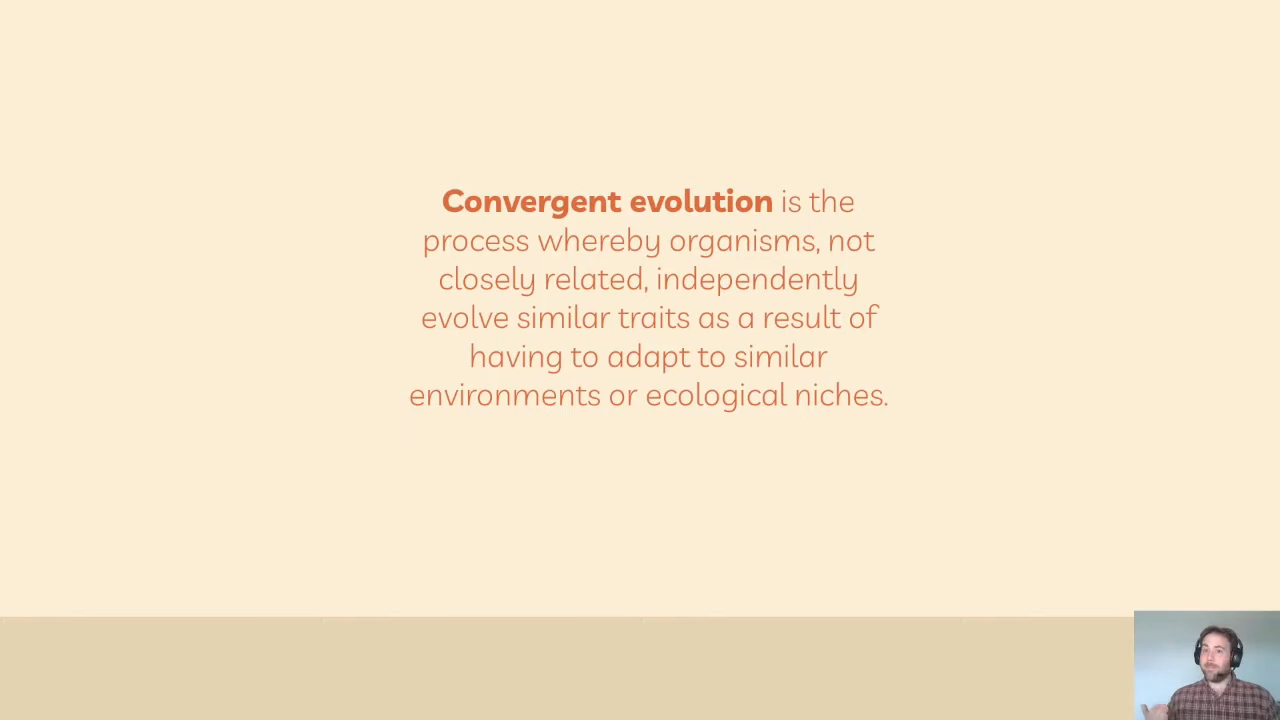 Convergent evolution is the
process whereby organisms, not
closely related, independently
evolve similar traits as a result of
having to adapt to similar
environments or ecological niches.